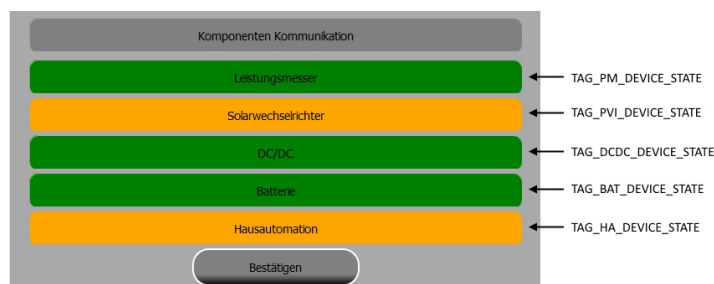 Komponenten Kommunikation
Leistungsmesser TAG_PM_DEVICE_STATE
Solarwechselrichter TAG_PVI_DEVICE_STATE
DC/DC TAG_DCDC_DEVICE_STATE
Batterie TAG_BAT_DEVICE_STATE
Hausautomation TAG_HA_DEVICE_STATE
Bestätigen